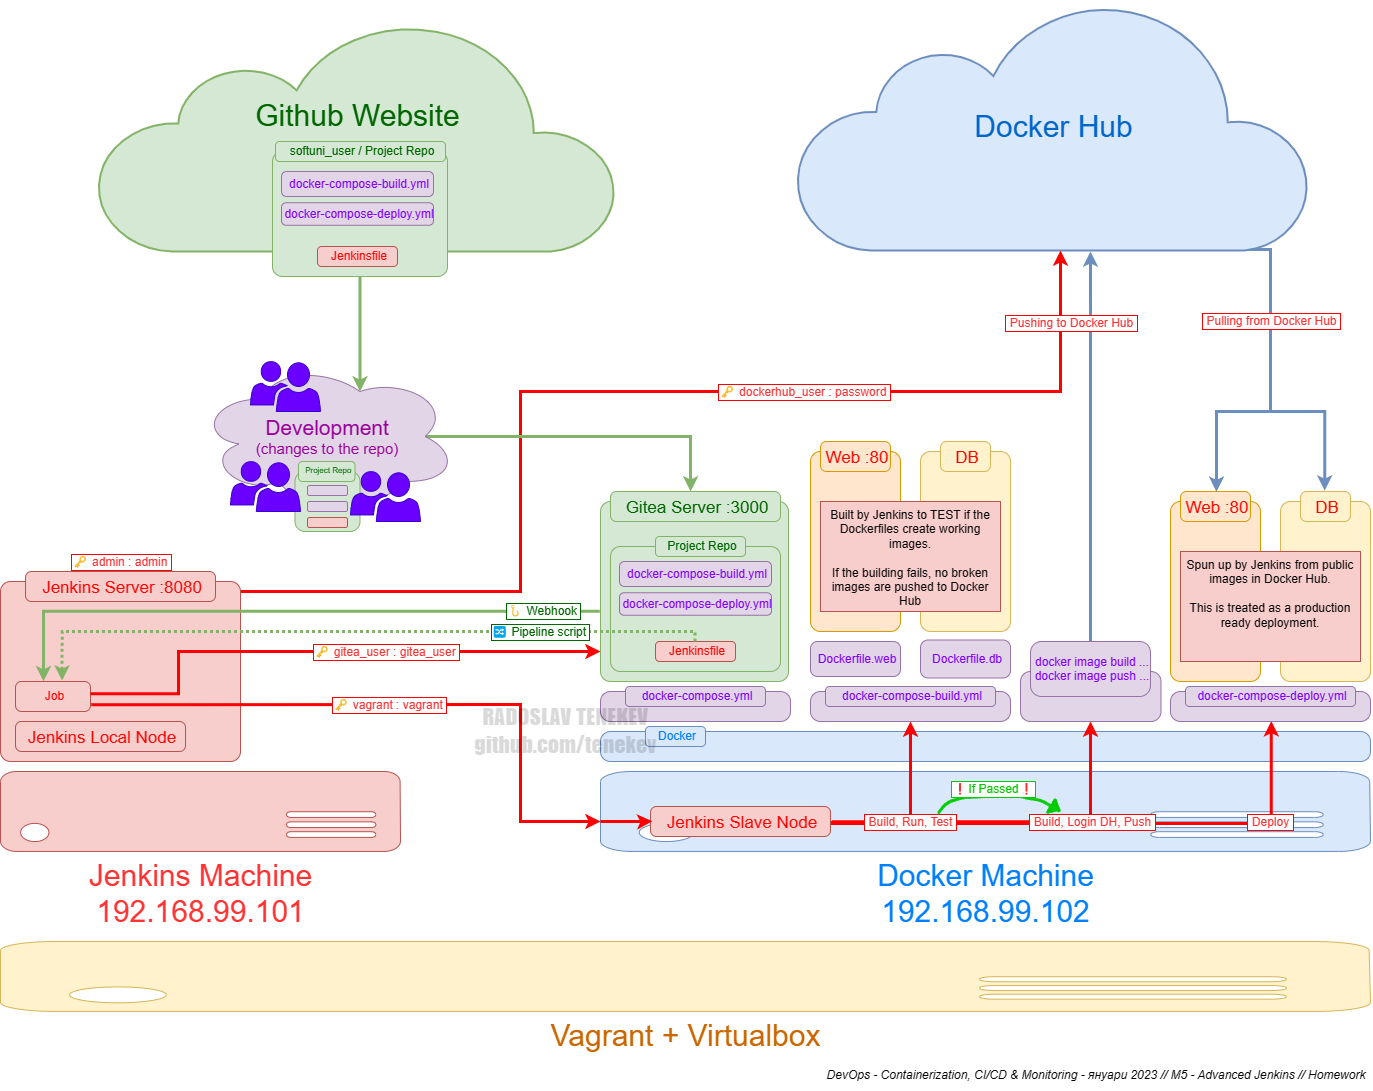 Github Website
softuni_user / Project Repo
docker-compose-build.yml
docker-compose-deploy.yml
Jenkinsfile
Docker Hub
Pushing to Docker Hub
Pulling from Docker Hub
🔑 dockerhub_user : password
Development
(changes to the repo)
Project Repo
Gitea Server :3000
Project Repo
docker-compose-build.yml
docker-compose-deploy.yml
Jenkinsfile
docker-compose.yml
Web :80
DB
Built by Jenkins to TEST if the
Dockerfiles create working
images.
If the building fails, no broken
images are pushed to Docker
Hub
Dockerfile.web
Dockerfile.db
docker-compose-build.yml
docker image build ...
docker image push ...
Web :80
DB
Spun up by Jenkins from public
images in Docker Hub.
This is treated as a production
ready deployment.
docker-compose-deploy.yml
🔑 admin : admin
Jenkins Server :8080
🪝 Webhook
🔀 Pipeline script
🔑 gitea_user : gitea_user
Job
🔑 vagrant : vagrant
Jenkins Local Node
RADOSLAV TENEKEV
github.com/tenekev
Docker
❗ If Passed ❗
Jenkins Slave Node
Build, Run, Test
Build, Login DH, Push
Deploy
Jenkins Machine
192.168.99.101
Docker Machine
192.168.99.102
Vagrant + Virtualbox
DevOps - Containerization, CI/CD & Monitoring - януари 2023 // M5 - Advanced Jenkins // Homework